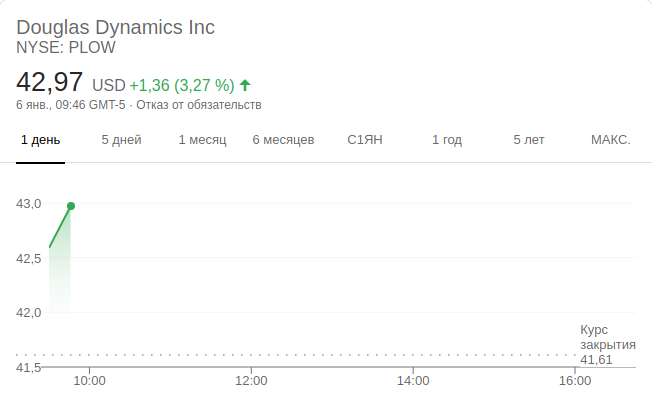 Douglas Dynamics Inc
NYSE: PLOW
42,97 USD +1,36 (3,27 %)
6 янв., 09:46 GMT-5 · Отказ от обязательств
1 день 5 дней 1 месяц 6 месяцев С1ЯН 1 год 5 лет МАКС.
43,0
42,5
42,0
Курс
закрытия
41,61
41,5
10:00 12:00 14:00 16:00